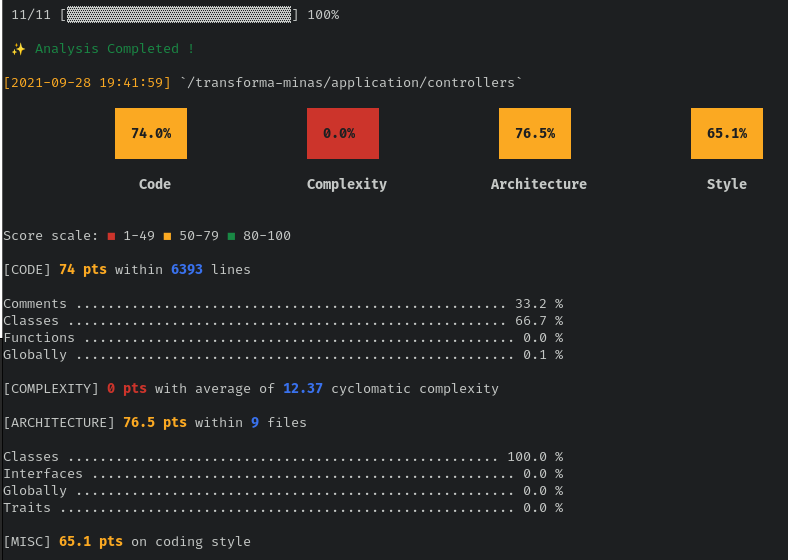 11/11 [▓▓▓▓▓▓▓▓▓▓▓▓▓▓▓▓▓▓▓▓▓▓▓▓▓▓▓▓] 100%
✨ Analysis Completed !
[2021-09-28 19:41:59] `/transforma-minas/application/controllers`
74.0% 0.0% 76.5% 65.1%
Code Complexity Architecture Style
Score scale: ■ 1-49 ■ 50-79 ■ 80-100
[CODE] 74 pts within 6393 lines
Comments ...................................................... 33.2 %
Classes ....................................................... 66.7 %
Functions ...................................................... 0.0 %
Globally ....................................................... 0.1 %
[COMPLEXITY] 0 pts with average of 12.37 cyclomatic complexity
[ARCHITECTURE] 76.5 pts within 9 files
Classes ...................................................... 100.0 %
Interfaces ..................................................... 0.0 %
Globally ....................................................... 0.0 %
Traits ......................................................... 0.0 %
[MISC] 65.1 pts on coding style